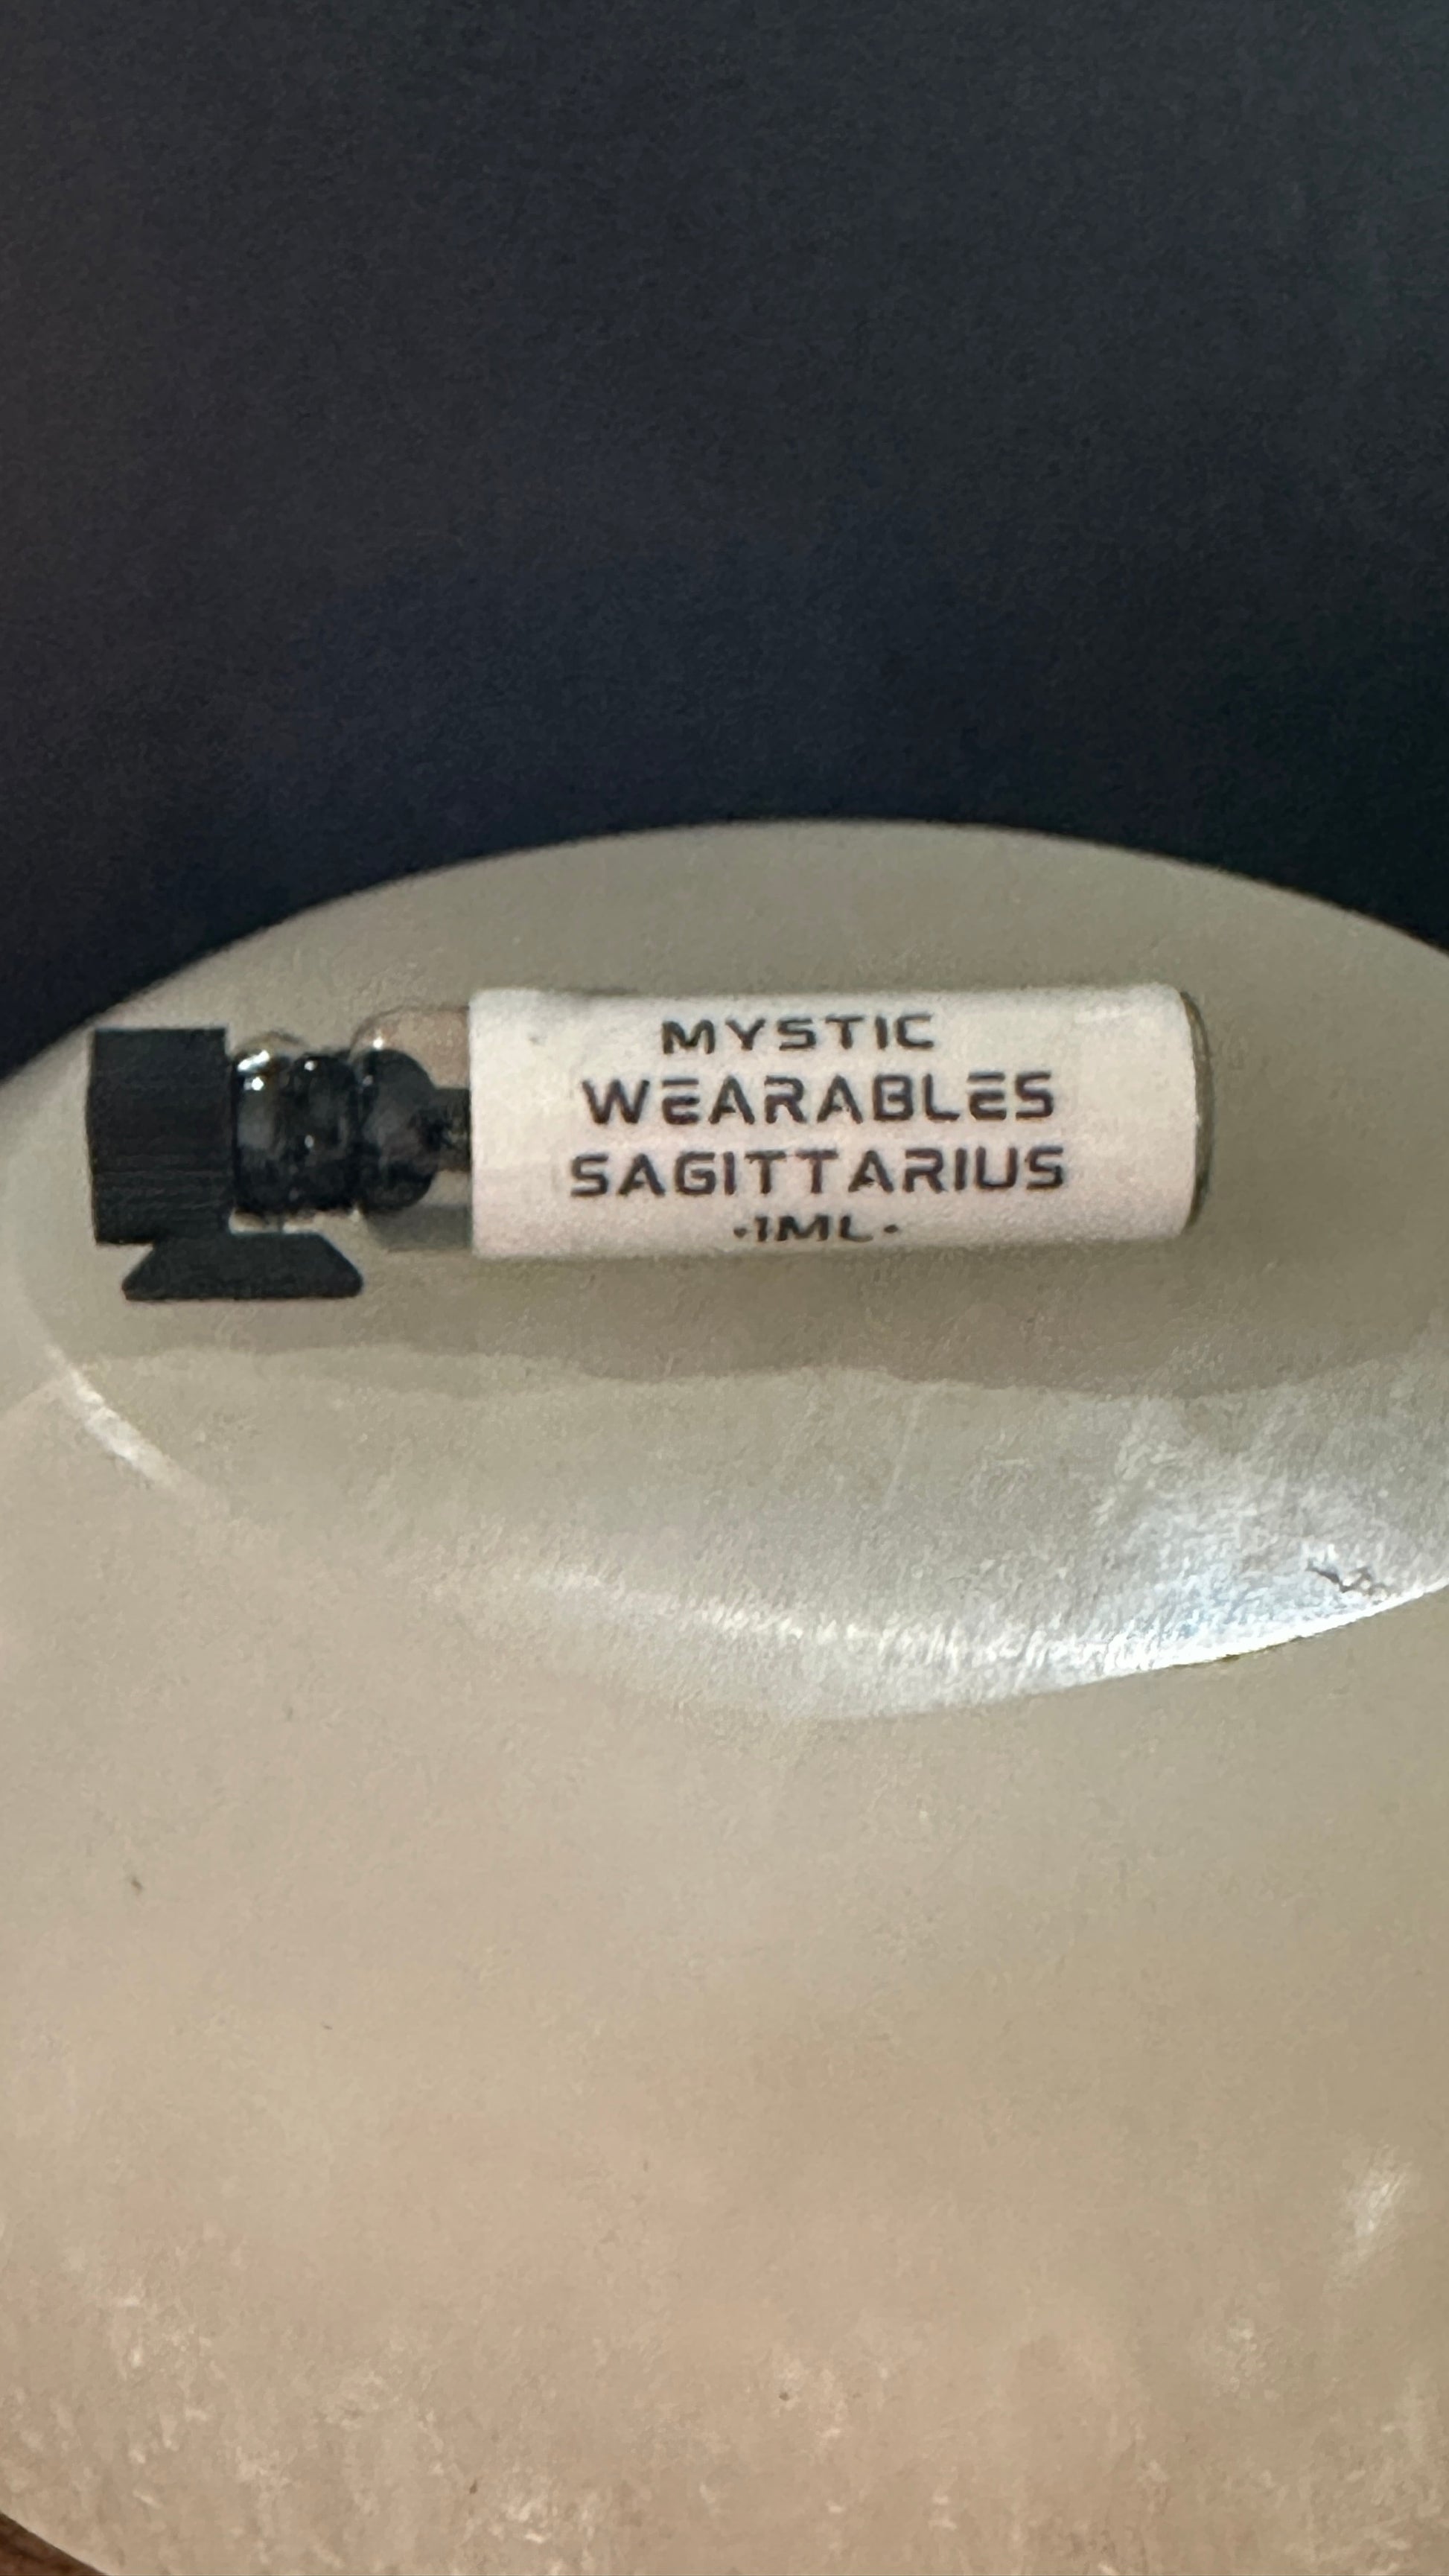 MYSTIC
WEARABLES
SAGITTARIUS
·1ML·